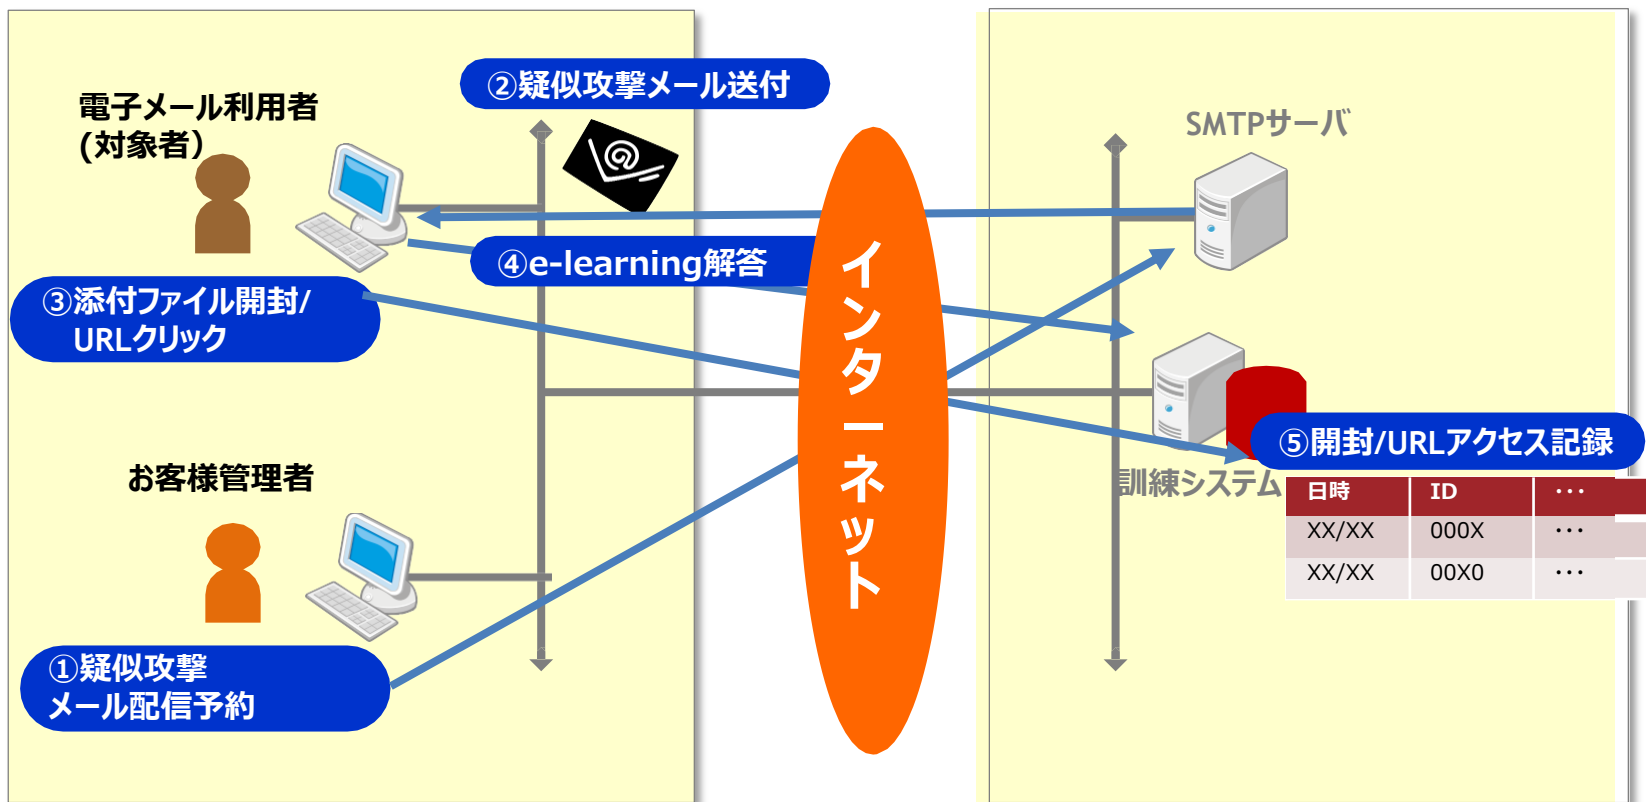 ②疑似攻撃メール送付
電子メール利用者
(対象者）
SMTPサーバ
④e-learning解答
③添付ファイル開封/
URLクリック
インターネット
⑤開封/URLアクセス記録
訓練システム
日時 ID ･･･
XX/XX 000X ･･･
XX/XX 00X0 ･･･
お客様管理者
①疑似攻撃
メール配信予約